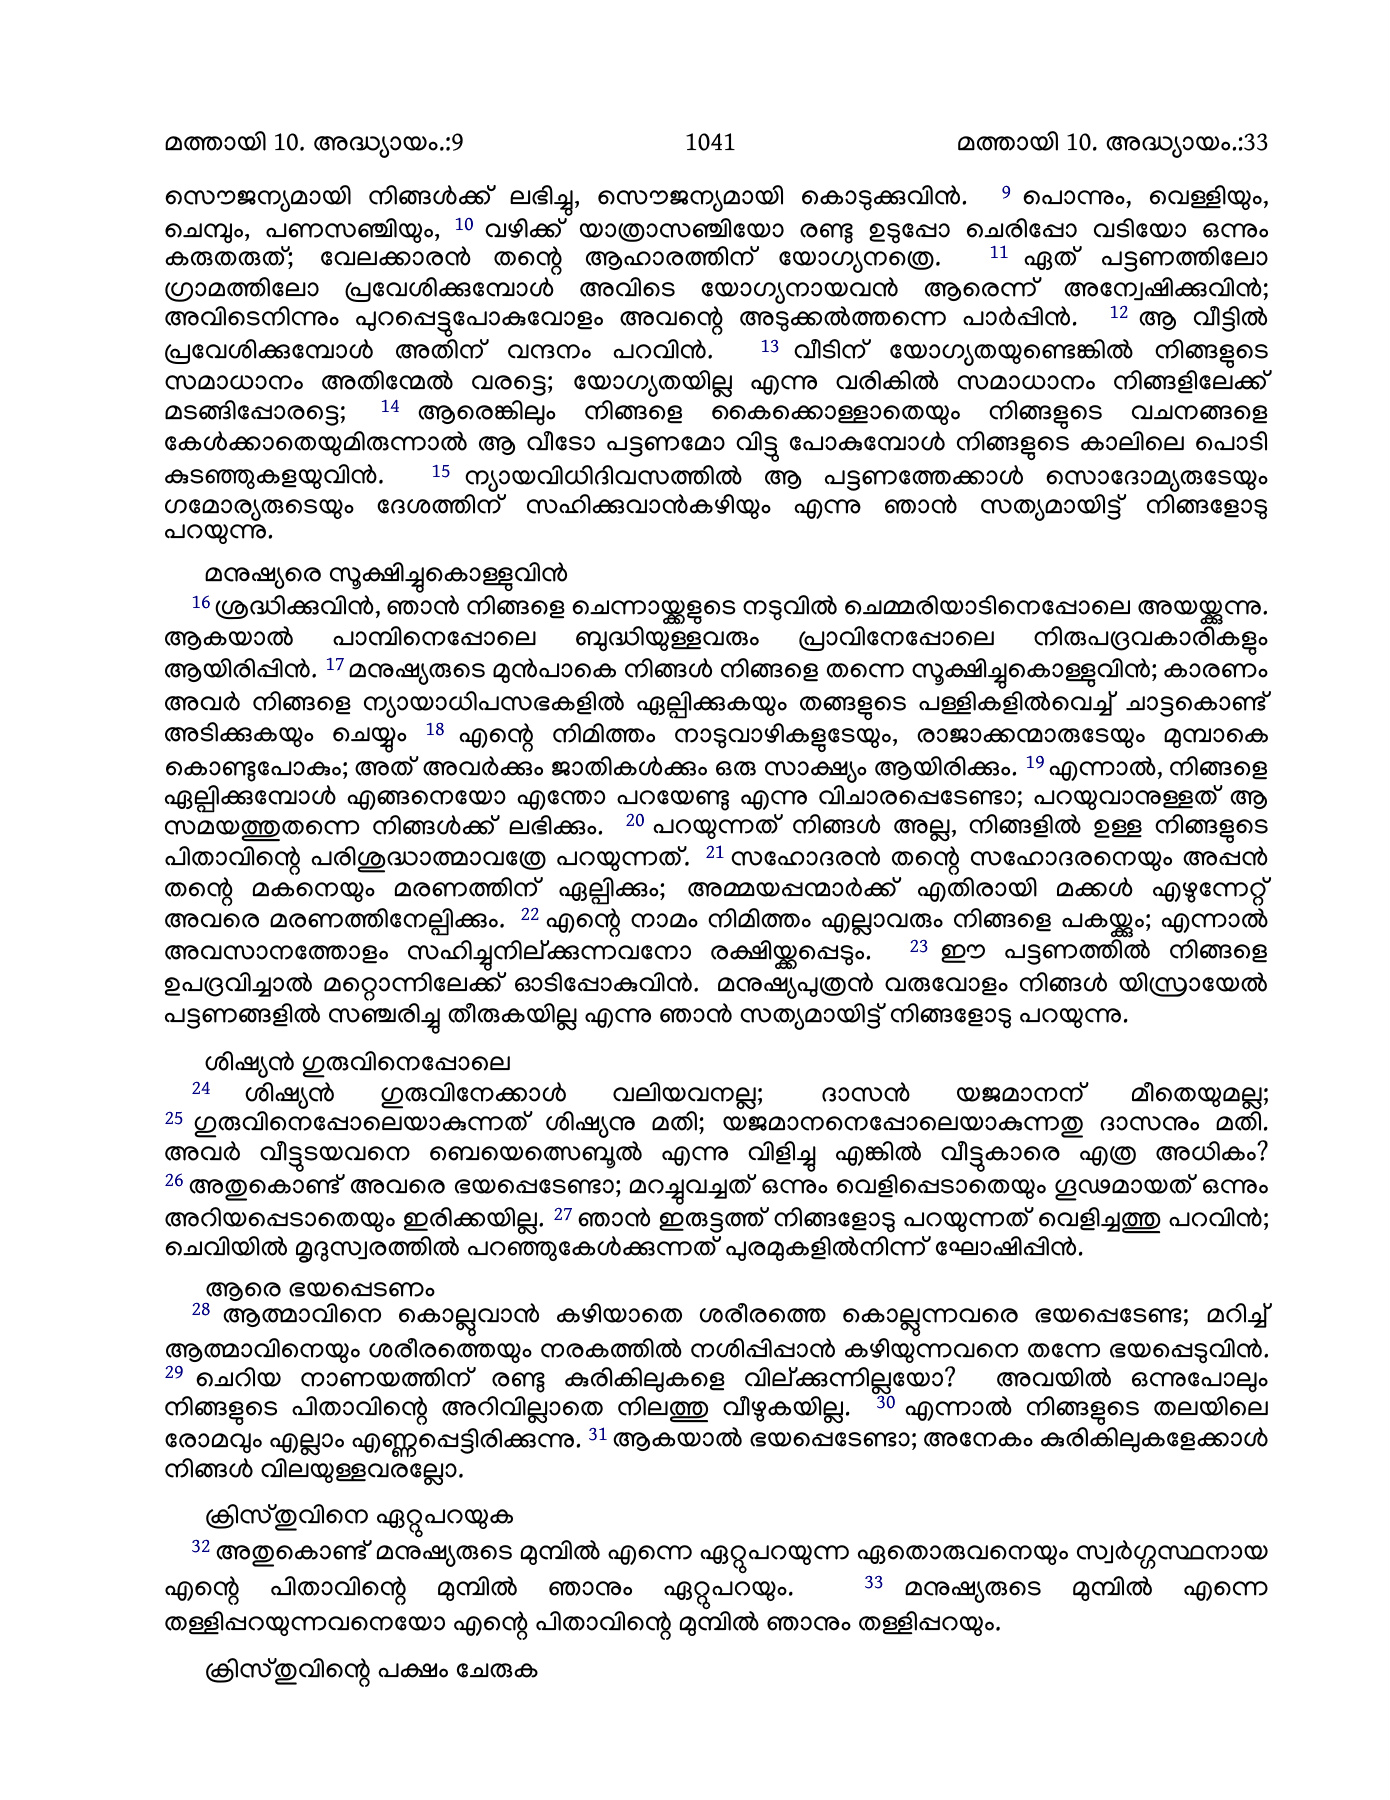 മത്തായി 10. അദ്ധ്യായം.:9 1041 മത്തായി 10. അദ്ധ്യായം.:33
സൌജന്യമായി നിങ്ങൾക്ക് ലഭിച്ചു, സൌജന്യമായി കൊടുക്കുവിൻ. 9 പൊന്നും, വെള്ളിയും,
ചെമ്പും, പണസഞ്ചിയും, 10 വഴിക്ക് യാത്രാസഞ്ചിയോ രണ്ടു ഉടുപ്പോ ചെരിപ്പോ വടിയോ ഒന്നും
കരുതരുത്; വേലക്കാരൻ തന്റെ ആഹാരത്തിന് യോഗ്യനത്രെ. 11 ഏത് പട്ടണത്തിലോ
ഗ്രാമത്തിലോ പ്രവേശിക്കുമ്പോൾ അവിടെ യോഗ്യനായവൻ ആരെന്ന് അന്വേഷിക്കുവിൻ;
അവിടെനിന്നും പുറപ്പെട്ടുപോകുവോളം അവന്റെ അടുക്കൽത്തന്നെ പാർപ്പിൻ. 12 ആ വീട്ടിൽ
പ്രവേശിക്കുമ്പോൾ അതിന് വന്ദനം പറവിൻ. 13 വീടിന് യോഗ്യതയുണ്ടെങ്കിൽ നിങ്ങളുടെ
സമാധാനം അതിന്മേൽ വരട്ടെ; യോഗ്യതയില്ല എന്നു വരികിൽ സമാധാനം നിങ്ങളിലേക്ക്
മടങ്ങിപ്പോരട്ടെ; 14 ആരെങ്കിലും നിങ്ങളെ കൈക്കൊള്ളാതെയും നിങ്ങളുടെ വചനങ്ങളെ
കേൾക്കാതെയുമിരുന്നാൽ ആ വീടോ പട്ടണമോ വിട്ടു പോകുമ്പോൾ നിങ്ങളുടെ കാലിലെ പൊടി
കുടഞ്ഞുകളയുവിൻ. 15 ന്യായവിധിദിവസത്തിൽ ആ പട്ടണത്തേക്കാൾ സൊദോമ്യരുടേയും
ഗമോര്യരുടെയും ദേശത്തിന് സഹിക്കുവാൻകഴിയും എന്നു ഞാൻ സത്യമായിട്ട് നിങ്ങളോടു
പറയുന്നു.
മനുഷ്യരെ സൂക്ഷിച്ചുകൊള്ളുവിൻ
16 ശ്രദ്ധിക്കുവിൻ, ഞാൻ നിങ്ങളെ ചെന്നായ്ക്കളുടെ നടുവിൽ ചെമ്മരിയാടിനെപ്പോലെ അയയ്ക്കുന്നു.
ആകയാൽ പാമ്പിനെപ്പോലെ ബുദ്ധിയുള്ളവരും പ്രാവിനേപ്പോലെ നിരുപദ്രവകാരികളും
ആയിരിപ്പിൻ. 17 മനുഷ്യരുടെ മുൻപാകെ നിങ്ങൾ നിങ്ങളെ തന്നെ സൂക്ഷിച്ചുകൊള്ളുവിൻ; കാരണം
അവർ നിങ്ങളെ ന്യായാധിപസഭകളിൽ ഏല്പിക്കുകയും തങ്ങളുടെ പള്ളികളിൽവെച്ച് ചാട്ടകൊണ്ട്
അടിക്കുകയും ചെയ്യും 18 എന്റെ നിമിത്തം നാടുവാഴികളുടേയും, രാജാക്കന്മാരുടേയും മുമ്പാകെ
കൊണ്ടുപോകും; അത് അവർക്കും ജാതികൾക്കും ഒരു സാക്ഷ്യം ആയിരിക്കും. 19 എന്നാൽ, നിങ്ങളെ
ഏല്പിക്കുമ്പോൾ എങ്ങനെയോ എന്തോ പറയേണ്ടു എന്നു വിചാരപ്പെടേണ്ടാ; പറയുവാനുള്ളത് ആ
സമയത്തുതന്നെ നിങ്ങൾക്ക് ലഭിക്കും. 20 പറയുന്നത് നിങ്ങൾ അല്ല, നിങ്ങളിൽ ഉള്ള നിങ്ങളുടെ
പിതാവിന്റെ പരിശുദ്ധാത്മാവത്രേ പറയുന്നത്. 21 സഹോദരൻ തന്റെ സഹോദരനെയും അപ്പൻ
തന്റെ മകനെയും മരണത്തിന് ഏല്പിക്കും; അമ്മയപ്പന്മാർക്ക് എതിരായി മക്കൾ എഴുന്നേറ്റ്
അവരെ മരണത്തിനേല്പിക്കും. 22 എന്റെ നാമം നിമിത്തം എല്ലാവരും നിങ്ങളെ പകയ്ക്കും; എന്നാൽ
അവസാനത്തോളം സഹിച്ചുനില്ക്കുന്നവനോ രക്ഷിയ്ക്കപ്പെടും. 23 ഈ പട്ടണത്തിൽ നിങ്ങളെ
ഉപദ്രവിച്ചാൽ മറ്റൊന്നിലേക്ക് ഓടിപ്പോകുവിൻ. മനുഷ്യപുത്രൻ വരുവോളം നിങ്ങൾ യിസ്രായേൽ
പട്ടണങ്ങളിൽ സഞ്ചരിച്ചു തീരുകയില്ല എന്നു ഞാൻ സത്യമായിട്ട് നിങ്ങളോടു പറയുന്നു.
ശിഷ്യൻ ഗുരുവിനെപ്പോലെ
24 ശിഷ്യൻ ഗുരുവിനേക്കാൾ വലിയവനല്ല; ദാസൻ യജമാനന് മീതെയുമല്ല;
25 ഗുരുവിനെപ്പോലെയാകുന്നത് ശിഷ്യനു മതി; യജമാനനെപ്പോലെയാകുന്നതു ദാസനും മതി.
അവർ വീട്ടുടയവനെ ബെയെത്സെബൂൽ എന്നു വിളിച്ചു എങ്കിൽ വീട്ടുകാരെ എത്ര അധികം?
26 അതുകൊണ്ട് അവരെ ഭയപ്പെടേണ്ടാ; മറച്ചുവച്ചത് ഒന്നും വെളിപ്പെടാതെയും ഗൂഢമായത് ഒന്നും
അറിയപ്പെടാതെയും ഇരിക്കയില്ല. 27 ഞാൻ ഇരുട്ടത്ത് നിങ്ങളോടു പറയുന്നത് വെളിച്ചത്തു പറവിൻ;
ചെവിയിൽ മൃദുസ്വരത്തിൽ പറഞ്ഞുകേൾക്കുന്നത് പുരമുകളിൽനിന്ന് ഘോഷിപ്പിൻ.
ആരെ ഭയപ്പെടണം
28 ആത്മാവിനെ കൊല്ലുവാൻ കഴിയാതെ ശരീരത്തെ കൊല്ലുന്നവരെ ഭയപ്പെടേണ്ട; മറിച്ച്
ആത്മാവിനെയും ശരീരത്തെയും നരകത്തിൽ നശിപ്പിപ്പാൻ കഴിയുന്നവനെ തന്നേ ഭയപ്പെടുവിൻ.
29 ചെറിയ നാണയത്തിന് രണ്ടു കുരികിലുകളെ വില്ക്കുന്നില്ലയോ? അവയിൽ ഒന്നുപോലും
നിങ്ങളുടെ പിതാവിന്റെ അറിവില്ലാതെ നിലത്തു വീഴുകയില്ല. 30 എന്നാൽ നിങ്ങളുടെ തലയിലെ
രോമവും എല്ലാം എണ്ണപ്പെട്ടിരിക്കുന്നു. 31 ആകയാൽ ഭയപ്പെടേണ്ടാ; അനേകം കുരികിലുകളേക്കാൾ
നിങ്ങൾ വിലയുള്ളവരല്ലോ.
ക്രിസ്തുവിനെ ഏറ്റുപറയുക
32 അതുകൊണ്ട് മനുഷ്യരുടെ മുമ്പിൽ എന്നെ ഏറ്റുപറയുന്ന ഏതൊരുവനെയും സ്വർഗ്ഗസ്ഥനായ
എന്റെ പിതാവിന്റെ മുമ്പിൽ ഞാനും ഏറ്റുപറയും. 33 മനുഷ്യരുടെ മുമ്പിൽ എന്നെ
തള്ളിപ്പറയുന്നവനെയോ എന്റെ പിതാവിന്റെ മുമ്പിൽ ഞാനും തള്ളിപ്പറയും.
ക്രിസ്തുവിന്റെ പക്ഷം ചേരുക